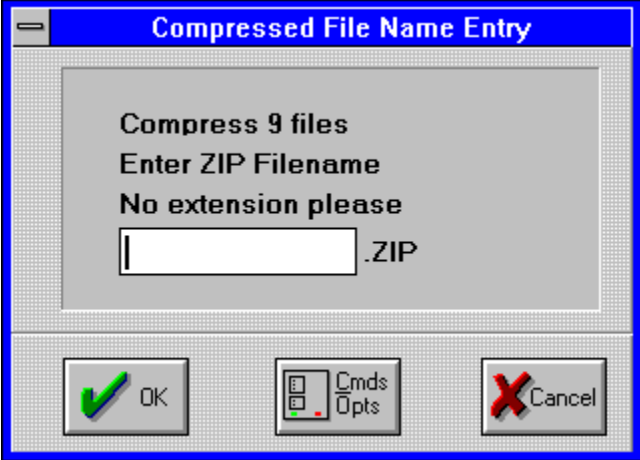 Compressed File Name Entry
Compress 9 files
Enter ZIP Filename
No extension please
.ZIP
OK
Cmds
Opts
Cancel